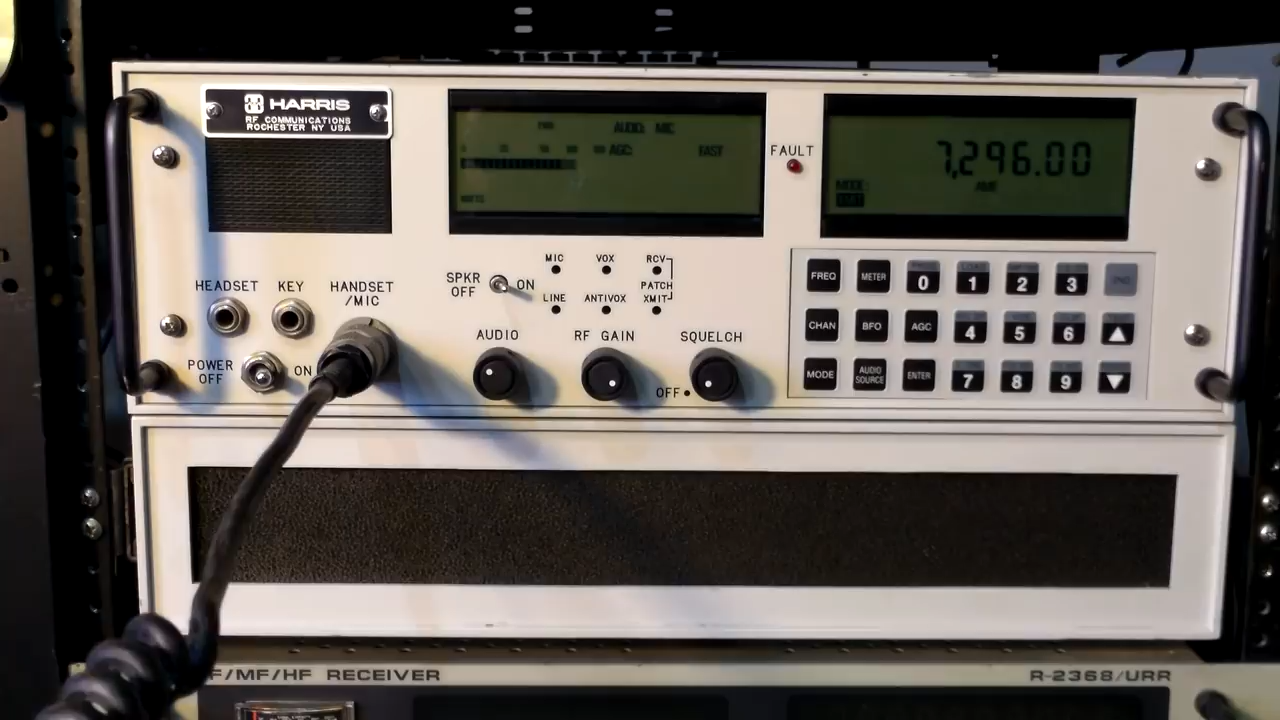 HARRIS
RF COMMUNICATIONS
ROCHESTER NY USA
AUDIO: MIC
AGC: FAST
WATTS
FAULT
7,296.00
MODE:
AME
HEADSET
KEY
HANDSET
/MIC
POWER
OFF
ON
SPKR
OFF
ON
MIC
VOX
RCV
PATCH
LINE
ANTIVOX
XMIT
AUDIO
RF GAIN
SQUELCH
OFF
FREQ
METER
0
1
2
3
CHAN
BFO
AGC
4
5
6
MODE
AUDIO
SOURCE
ENTER
7
8
9
F/MF/HF RECEIVER
R-2368/URR